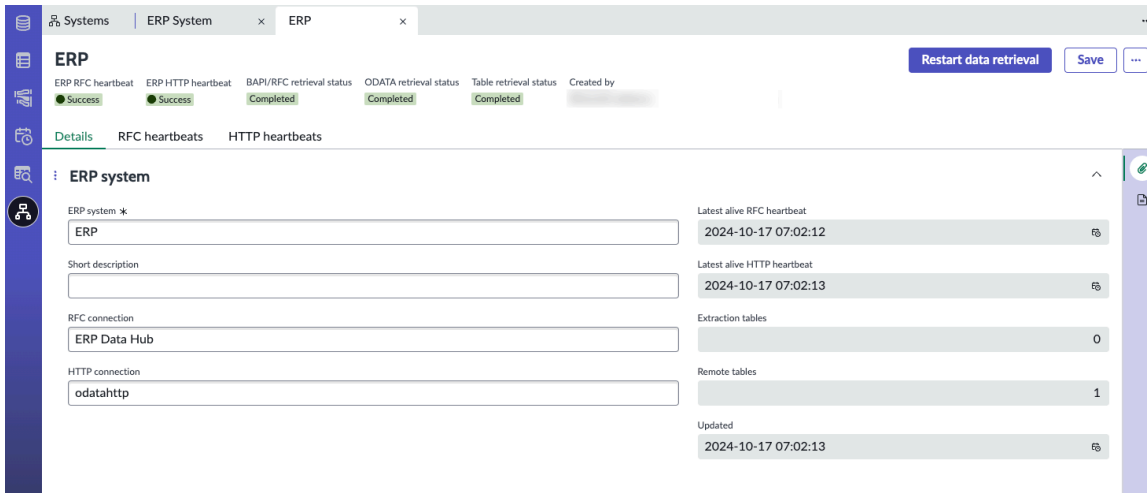 Systems ERP System × ERP ×
ERP
Restart data retrieval Save
ERP RFC heartbeat ERP HTTP heartbeat BAPI/RFC retrieval status ODATA retrieval status Table retrieval status Created by
Success Success Completed Completed Completed
Details RFC heartbeats HTTP heartbeats
ERP system
ERP system * Latest alive RFC heartbeat
ERP 2024-10-17 07:02:12
Short description Latest alive HTTP heartbeat
2024-10-17 07:02:13
RFC connection Extraction tables
ERP Data Hub 0
HTTP connection Remote tables
odatahttp 1
Updated
2024-10-17 07:02:13